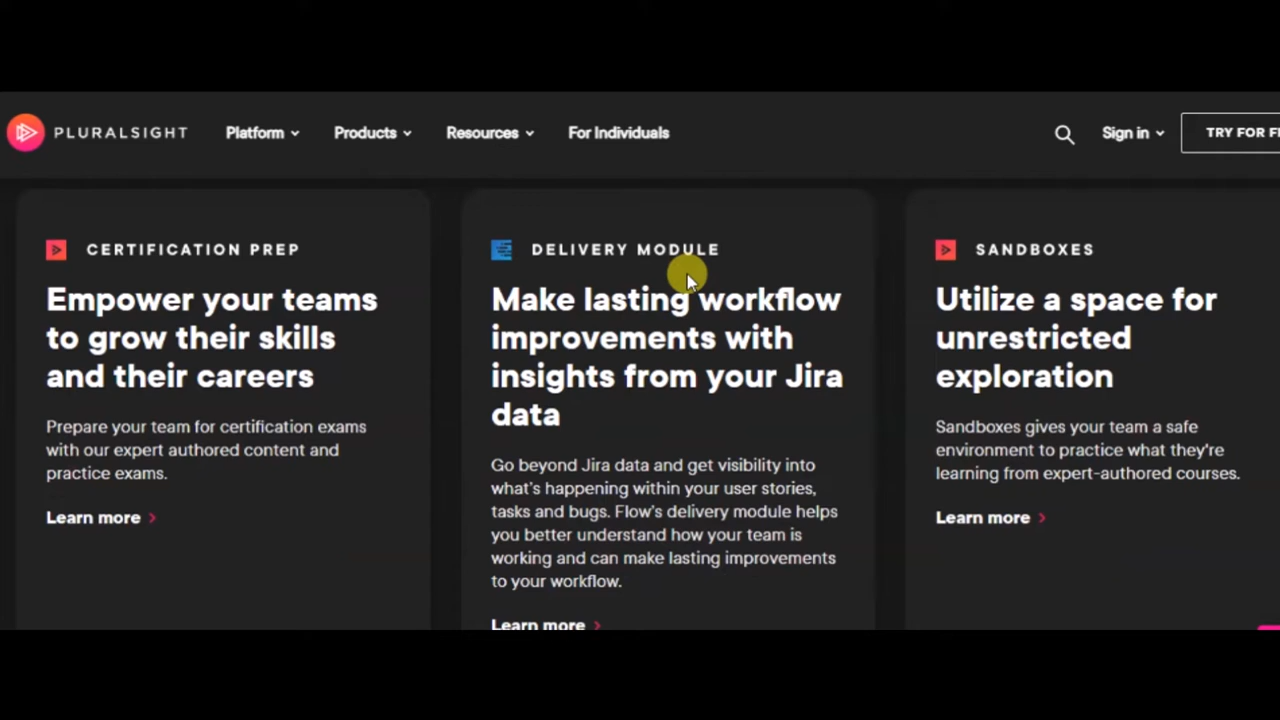 PLURALSIGHT
Platform
Products
Resources
For Individuals
Sign in
TRY FOR
CERTIFICATION PREP
Empower your teams
to grow their skills
and their careers
Prepare your team for certification exams
with our expert authored content and
practice exams.
Learn more
DELIVERY MODULE
Make lasting workflow
improvements with
insights from your Jira
data
Go beyond Jira data and get visibility into
what's happening within your user stories,
tasks and bugs. Flow's delivery module helps
you better understand how your team is
working and can make lasting improvements
to your workflow.
Learn more
SANDBOXES
Utilize a space for
unrestricted
exploration
Sandboxes gives your team a safe
environment to practice what they're
learning from expert-authored courses.
Learn more